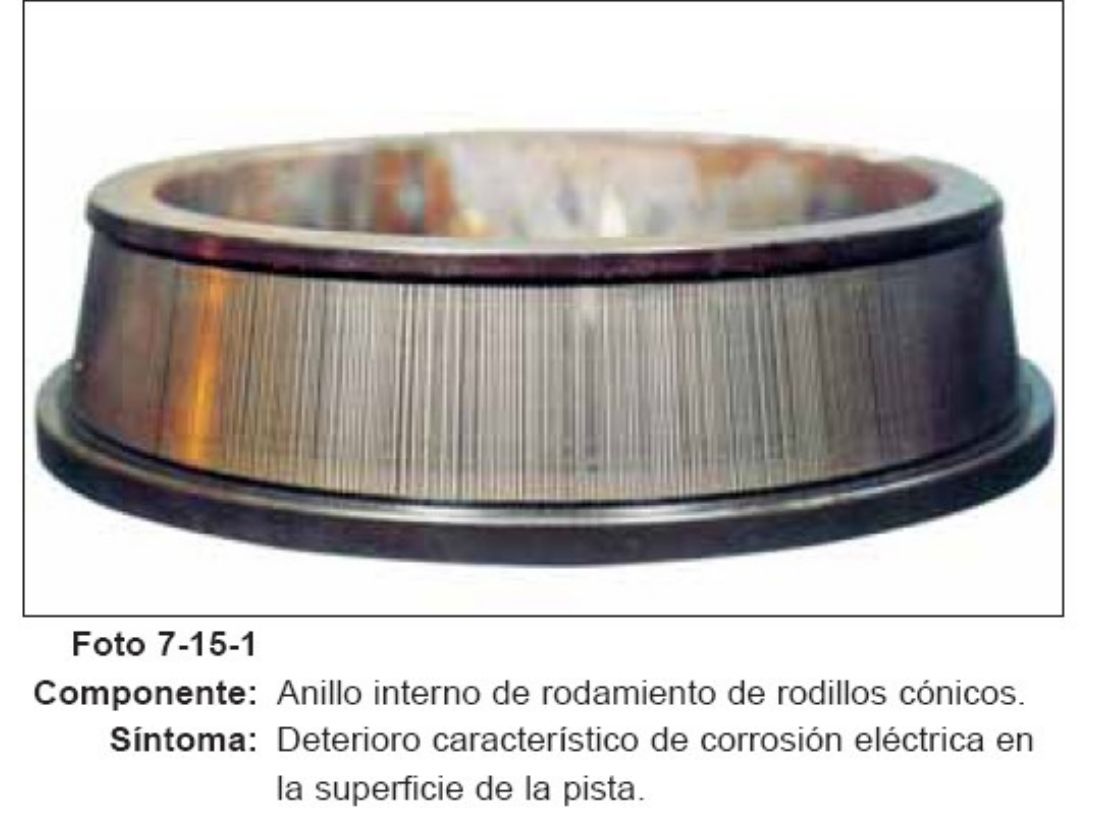 Foto 7-15-1
Componente: Anillo interno de rodamiento de rodillos cónicos.
Síntoma: Deterioro característico de corrosión eléctrica en
la superficie de la pista.